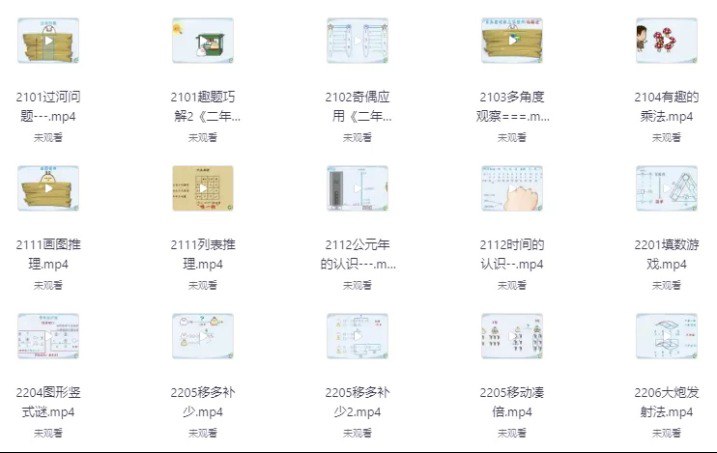 2101过河问
题---.mp4
未观看
2101趣题巧
解2《二年...
未观看
2102奇偶应
用《二年...
未观看
2103多角度
观察===.m...
未观看
2104有趣的
乘法.mp4
未观看
2111画图推
理.mp4
未观看
2111列表推
理.mp4
未观看
2112公元年
的认识---.m...
未观看
2112时间的
认识--.mp4
未观看
2201填数游
戏.mp4
未观看
2204图形竖
式谜.mp4
未观看
2205移多补
少.mp4
未观看
2205移多补
少2.mp4
未观看
2205移动凑
倍.mp4
未观看
2206大炮发
射法.mp4
未观看